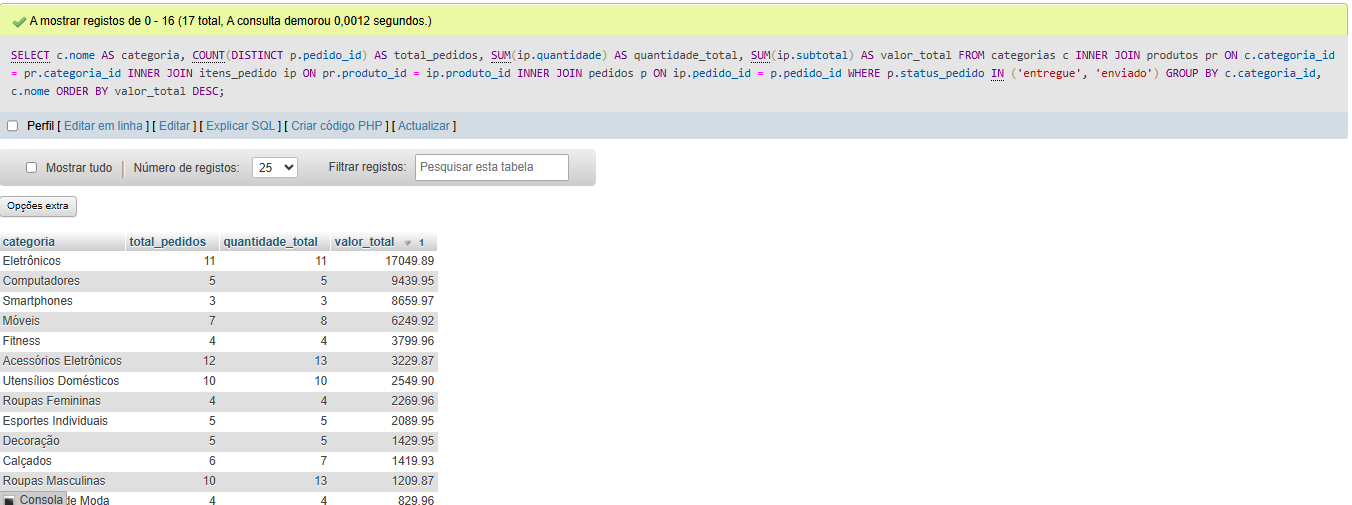 A mostrar registos de 0 - 16 (17 total, A consulta demorou 0,0012 segundos.)
SELECT c.nome AS categoria, COUNT(DISTINCT p.pedido_id) AS total_pedidos, SUM(ip.quantidade) AS quantidade_total, SUM(ip.subtotal) AS valor_total FROM categorias c INNER JOIN produtos pr ON c.categoria_id
= pr.categoria_id INNER JOIN itens_pedido ip ON pr.produto_id = ip.produto_id INNER JOIN pedidos p ON ip.pedido_id = p.pedido_id WHERE p.status_pedido IN ('entregue', 'enviado') GROUP BY c.categoria_id,
c.nome ORDER BY valor_total DESC;
Perfil [ Editar em linha ] [ Editar ] [ Explicar SQL ] [ Criar código PHP ] [ Actualizar ]
Mostrar tudo | Número de registos: 25 Filtrar registos: Pesquisar esta tabela
Opções extra
categoria total_pedidos quantidade_total valor_total 1
Eletrônicos 11 11 17049.89
Computadores 5 5 9439.95
Smartphones 3 3 8659.97
Móveis 7 8 6249.92
Fitness 4 4 3799.96
Acessórios Eletrônicos 12 13 3229.87
Utensílios Domésticos 10 10 2549.90
Roupas Femininas 4 4 2269.96
Esportes Individuais 5 5 2089.95
Decoração 5 5 1429.95
Calçados 6 7 1419.93
Roupas Masculinas 10 13 1209.87
Consola de Moda 4 4 829.96